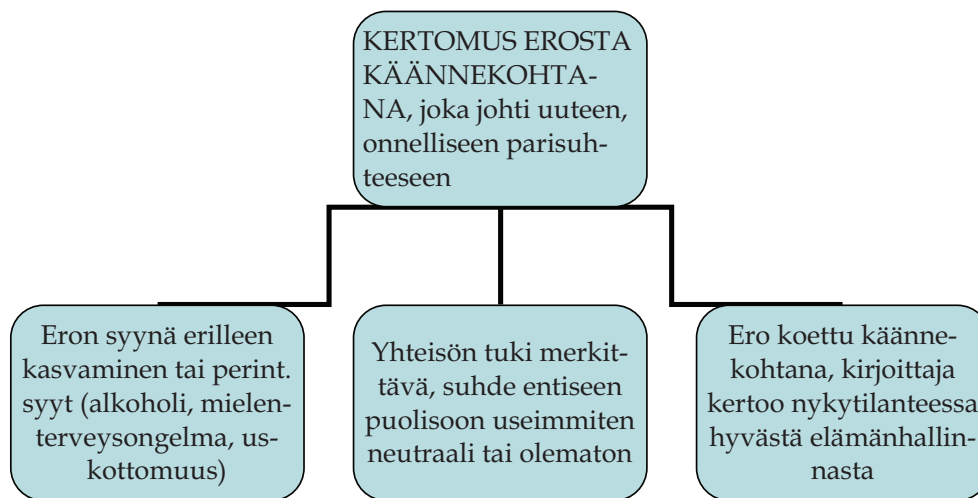 KERTOMUS EROSTA
KÄÄNNEKOHTA-
NA, joka johti uuteen,
onnelliseen parisuh-
teeseen
Eron syynä erilleen
kasvaminen tai perint.
syyt (alkoholi, mielen-
terveysongelma, us-
kottomuus)
Yhteisön tuki merkit-
tävä, suhde entiseen
puolisoon useimmiten
neutraali tai olematon
Ero koettu käänne-
kohtana, kirjoittaja
kertoo nykytilanteessa
hyvästä elämänhallin-
nasta